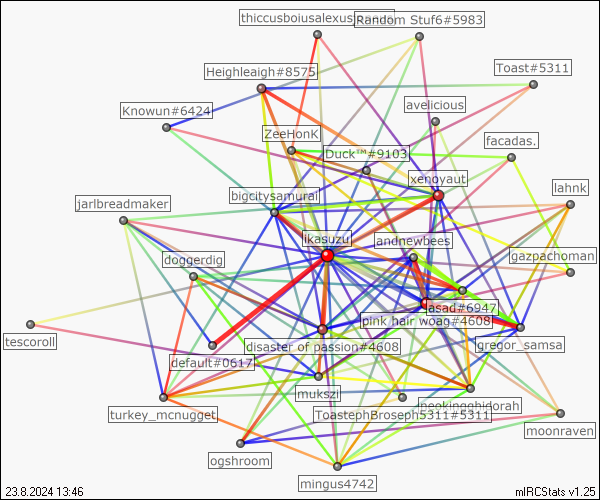 thiccusboiusalexus
Random Stuf6#5983
Heighleigh#8575
Toast#5311
Knowun#6424
avelicious
ZeeHonK
facadas.
Duck™#9103
xenoyaut
bigcitysamurai
jarlbreadmaker
lahnk
ikasuzu
andnewbees
doggerdig
gazpachoman
asad#6947
pink hair woag#4608
tescoroll
disaster of passion#4608
gregor_samsa
default#0617
mukszi
neokingghidorah
turkey_mcnugget
ToastephBroseph5311#5311
moonraven
ogshroom
mingus4742
23.8.2024 13:46
mIRCStats v1.25